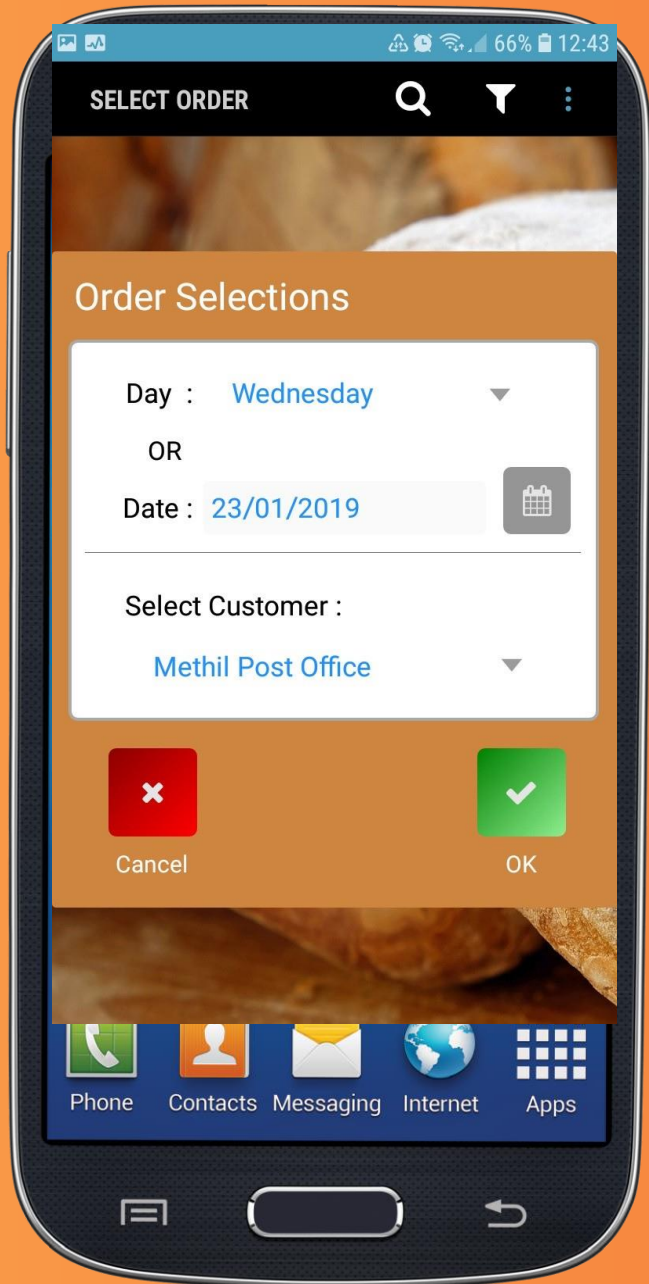 66% 12:43
SELECT ORDER
Order Selections
Day : Wednesday
OR
Date : 23/01/2019
Select Customer :
Methil Post Office
Cancel OK
Phone Contacts Messaging Internet Apps